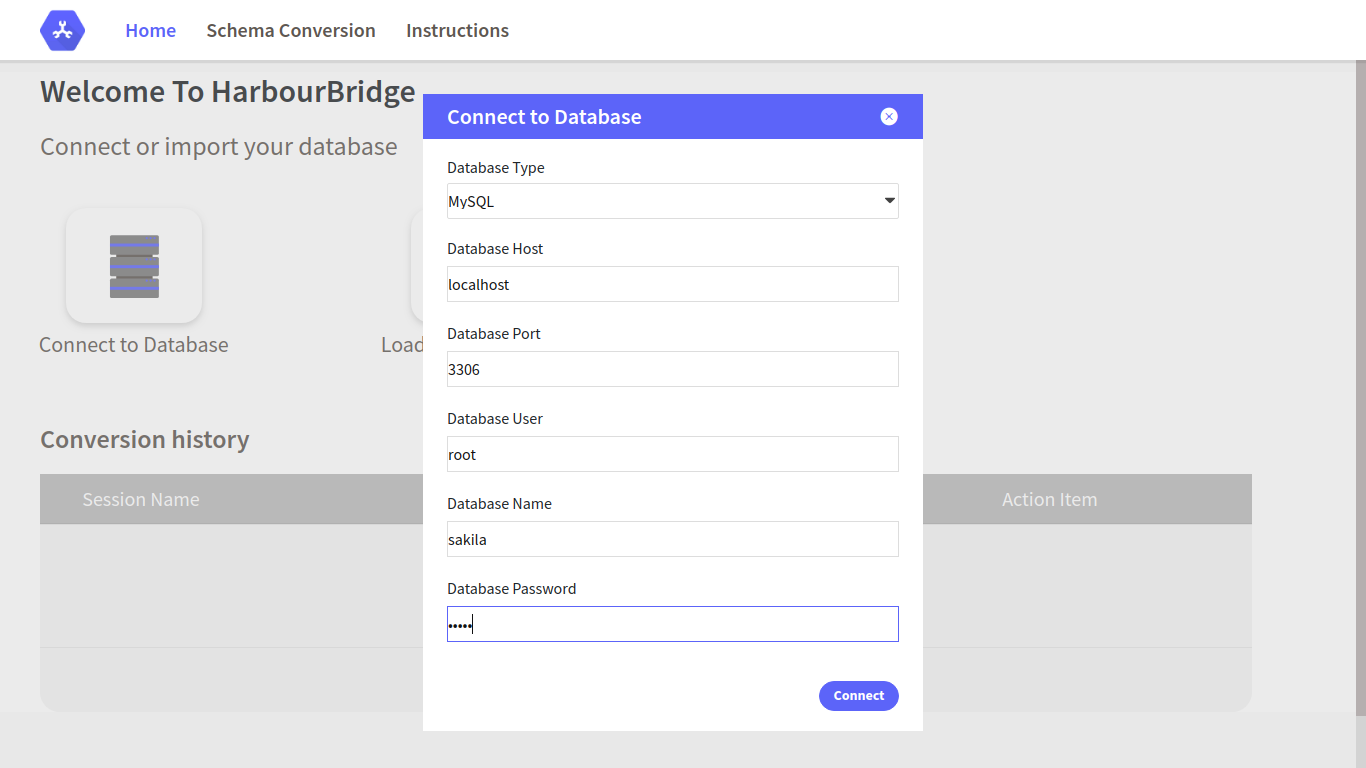 Home Schema Conversion Instructions
Welcome To HarbourBridge
Connect or import your database
Connect to Database
Load
Conversion history
Session Name
Action Item
Connect to Database
Database Type
MySQL
Database Host
localhost
Database Port
3306
Database User
root
Database Name
sakila
Database Password
•••••
Connect